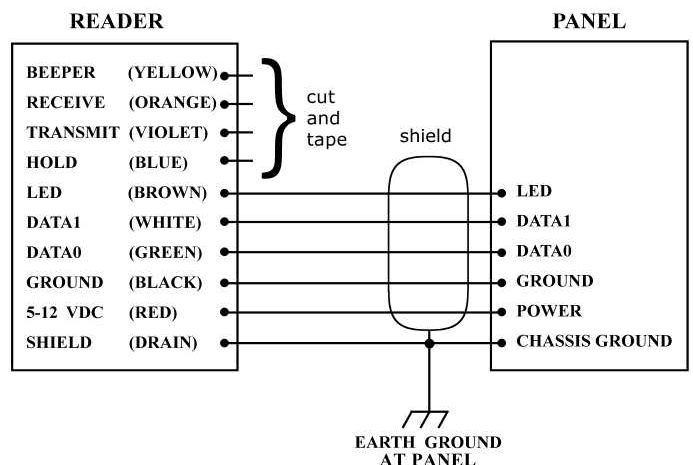 READER PANEL
BEEPER (YELLOW)
RECEIVE (ORANGE)
TRANSMIT (VIOLET)
HOLD (BLUE)
cut
and
tape
shield
LED (BROWN) LED
DATA1 (WHITE) DATA1
DATA0 (GREEN) DATA0
GROUND (BLACK) GROUND
5-12 VDC (RED) POWER
SHIELD (DRAIN) CHASSIS GROUND
EARTH GROUND
AT PANEL